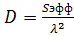 D = Sэфф / λ²